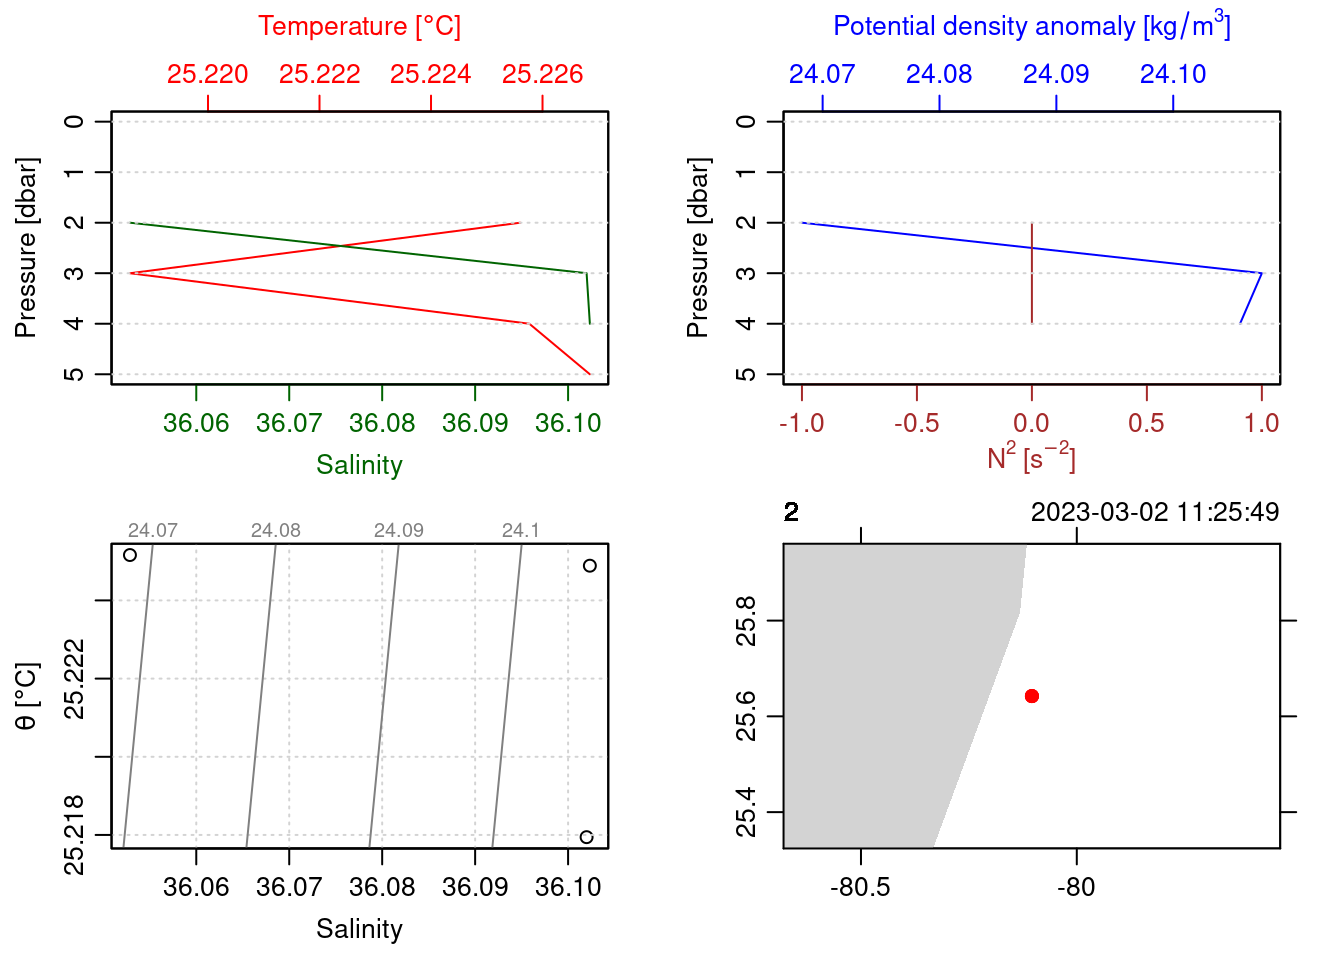 Temperature [°C]
25.220 25.222 25.224 25.226
Pressure [dbar]
0
1
2
3
4
5
36.06 36.07 36.08 36.09 36.10
Salinity
Potential density anomaly [kg/m³]
24.07 24.08 24.09 24.10
Pressure [dbar]
0
1
2
3
4
5
-1.0 -0.5 0.0 0.5 1.0
N² [s⁻²]
24.07 24.08 24.09 24.1
θ [°C]
25.222
25.218
36.06 36.07 36.08 36.09 36.10
Salinity
2 2023-03-02 11:25:49
25.8
25.6
25.4
-80.5 -80